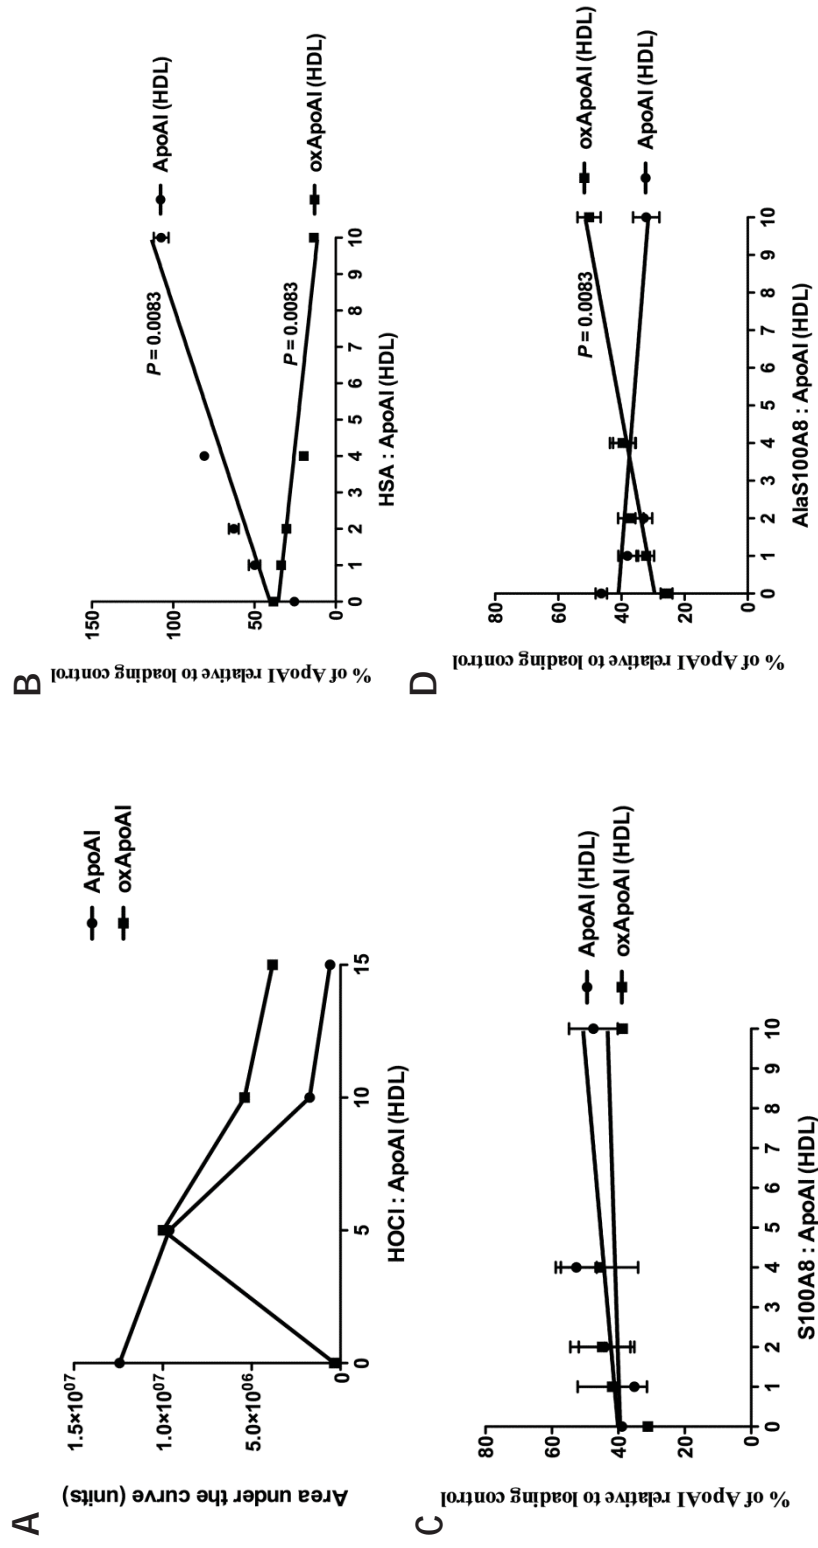 A
Area under the curve (units)
1.5×10⁰⁷
1.0×10⁰⁷
5.0×10⁰⁶
0
0
5
10
15
HOCl : ApoAI (HDL)
ApoAI
oxApoAI
B
% of ApoAI relative to loading control
150
100
50
0
0 1 2 3 4 5 6 7 8 9 10
HSA : ApoAI (HDL)
P = 0.0083
P = 0.0083
ApoAI (HDL)
oxApoAI (HDL)
C
% of ApoAI relative to loading control
80
60
40
20
0
0 1 2 3 4 5 6 7 8 9 10
S100A8 : ApoAI (HDL)
ApoAI (HDL)
oxApoAI (HDL)
D
% of ApoAI relative to loading control
80
60
40
20
0
0 1 2 3 4 5 6 7 8 9 10
AlaS100A8 : ApoAI (HDL)
P = 0.0083
oxApoAI (HDL)
ApoAI (HDL)